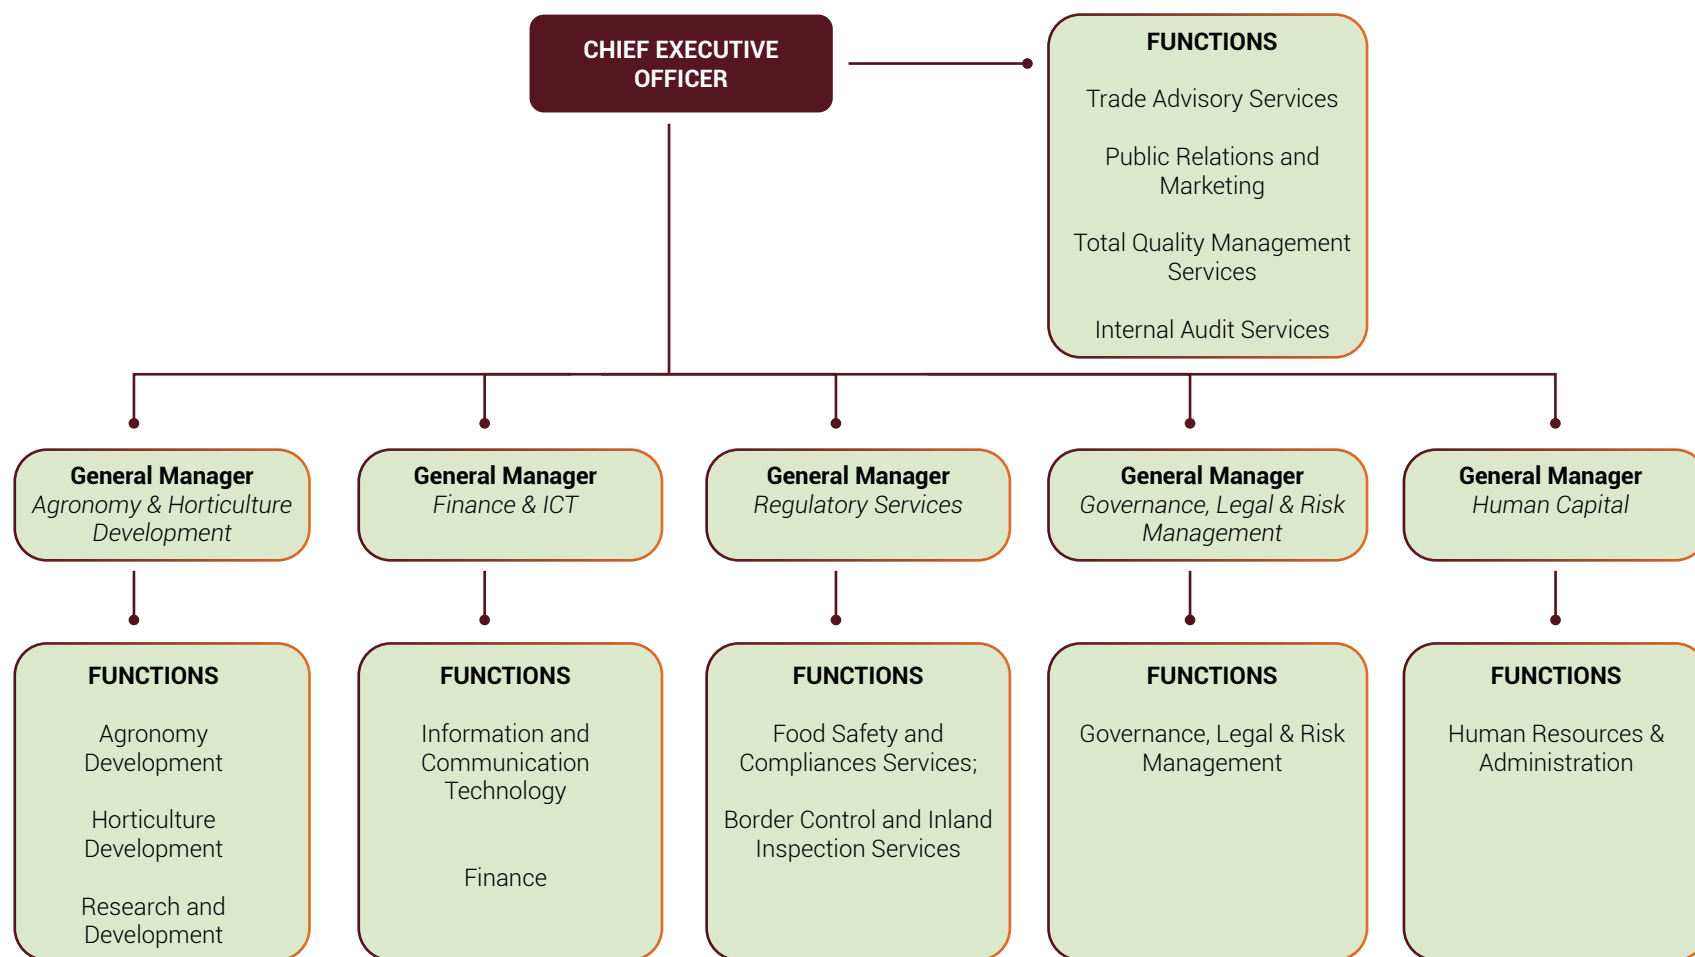 CHIEF EXECUTIVE
OFFICER
FUNCTIONS
Trade Advisory Services
Public Relations and
Marketing
Total Quality Management
Services
Internal Audit Services
General Manager
Agronomy & Horticulture
Development
General Manager
Finance & ICT
General Manager
Regulatory Services
General Manager
Governance, Legal & Risk
Management
General Manager
Human Capital
FUNCTIONS
Agronomy
Development
Horticulture
Development
Research and
Development
FUNCTIONS
Information and
Communication
Technology
Finance
FUNCTIONS
Food Safety and
Compliances Services;
Border Control and Inland
Inspection Services
FUNCTIONS
Governance, Legal & Risk
Management
FUNCTIONS
Human Resources &
Administration